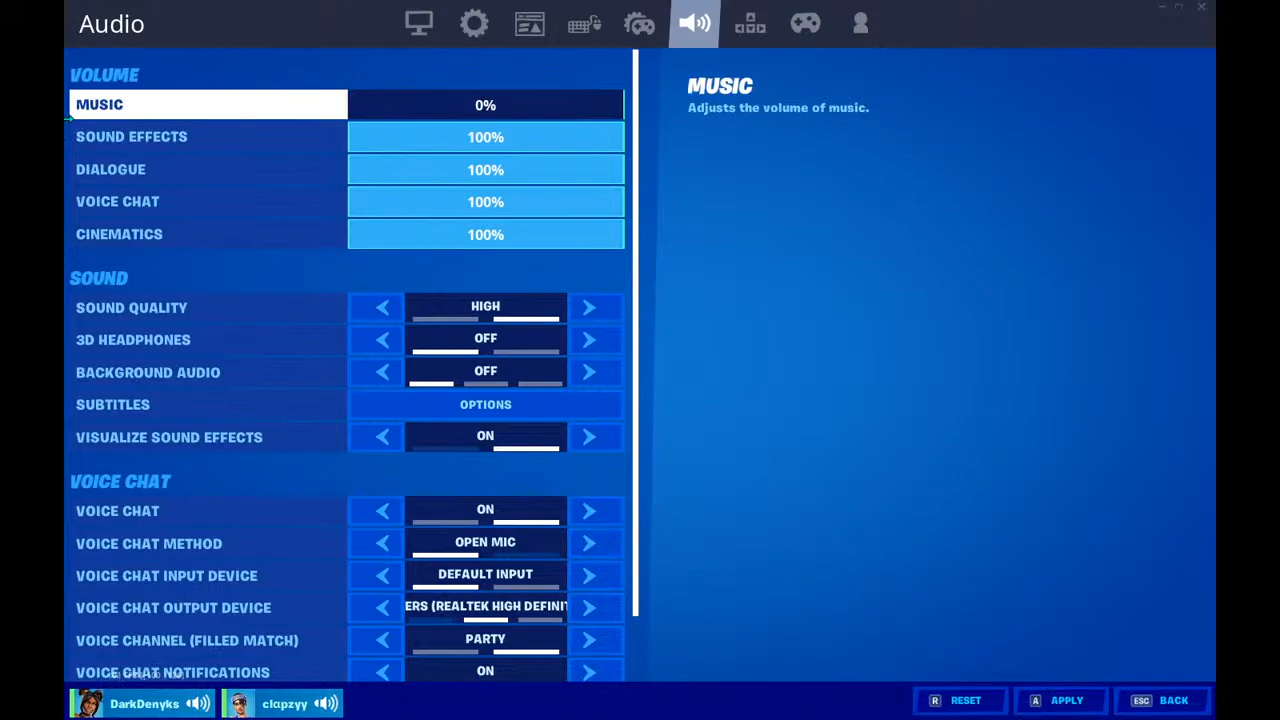 Audio
VOLUME
MUSIC 0%
SOUND EFFECTS 100%
DIALOGUE 100%
VOICE CHAT 100%
CINEMATICS 100%
SOUND
SOUND QUALITY HIGH
3D HEADPHONES OFF
BACKGROUND AUDIO OFF
SUBTITLES OPTIONS
VISUALIZE SOUND EFFECTS ON
VOICE CHAT
VOICE CHAT ON
VOICE CHAT METHOD OPEN MIC
VOICE CHAT INPUT DEVICE DEFAULT INPUT
VOICE CHAT OUTPUT DEVICE ERS (REALTEK HIGH DEFINIT
VOICE CHANNEL (FILLED MATCH) PARTY
VOICE CHAT NOTIFICATIONS ON
MUSIC
Adjusts the volume of music.
DarkDenyks clapzyy R RESET A APPLY ESC BACK